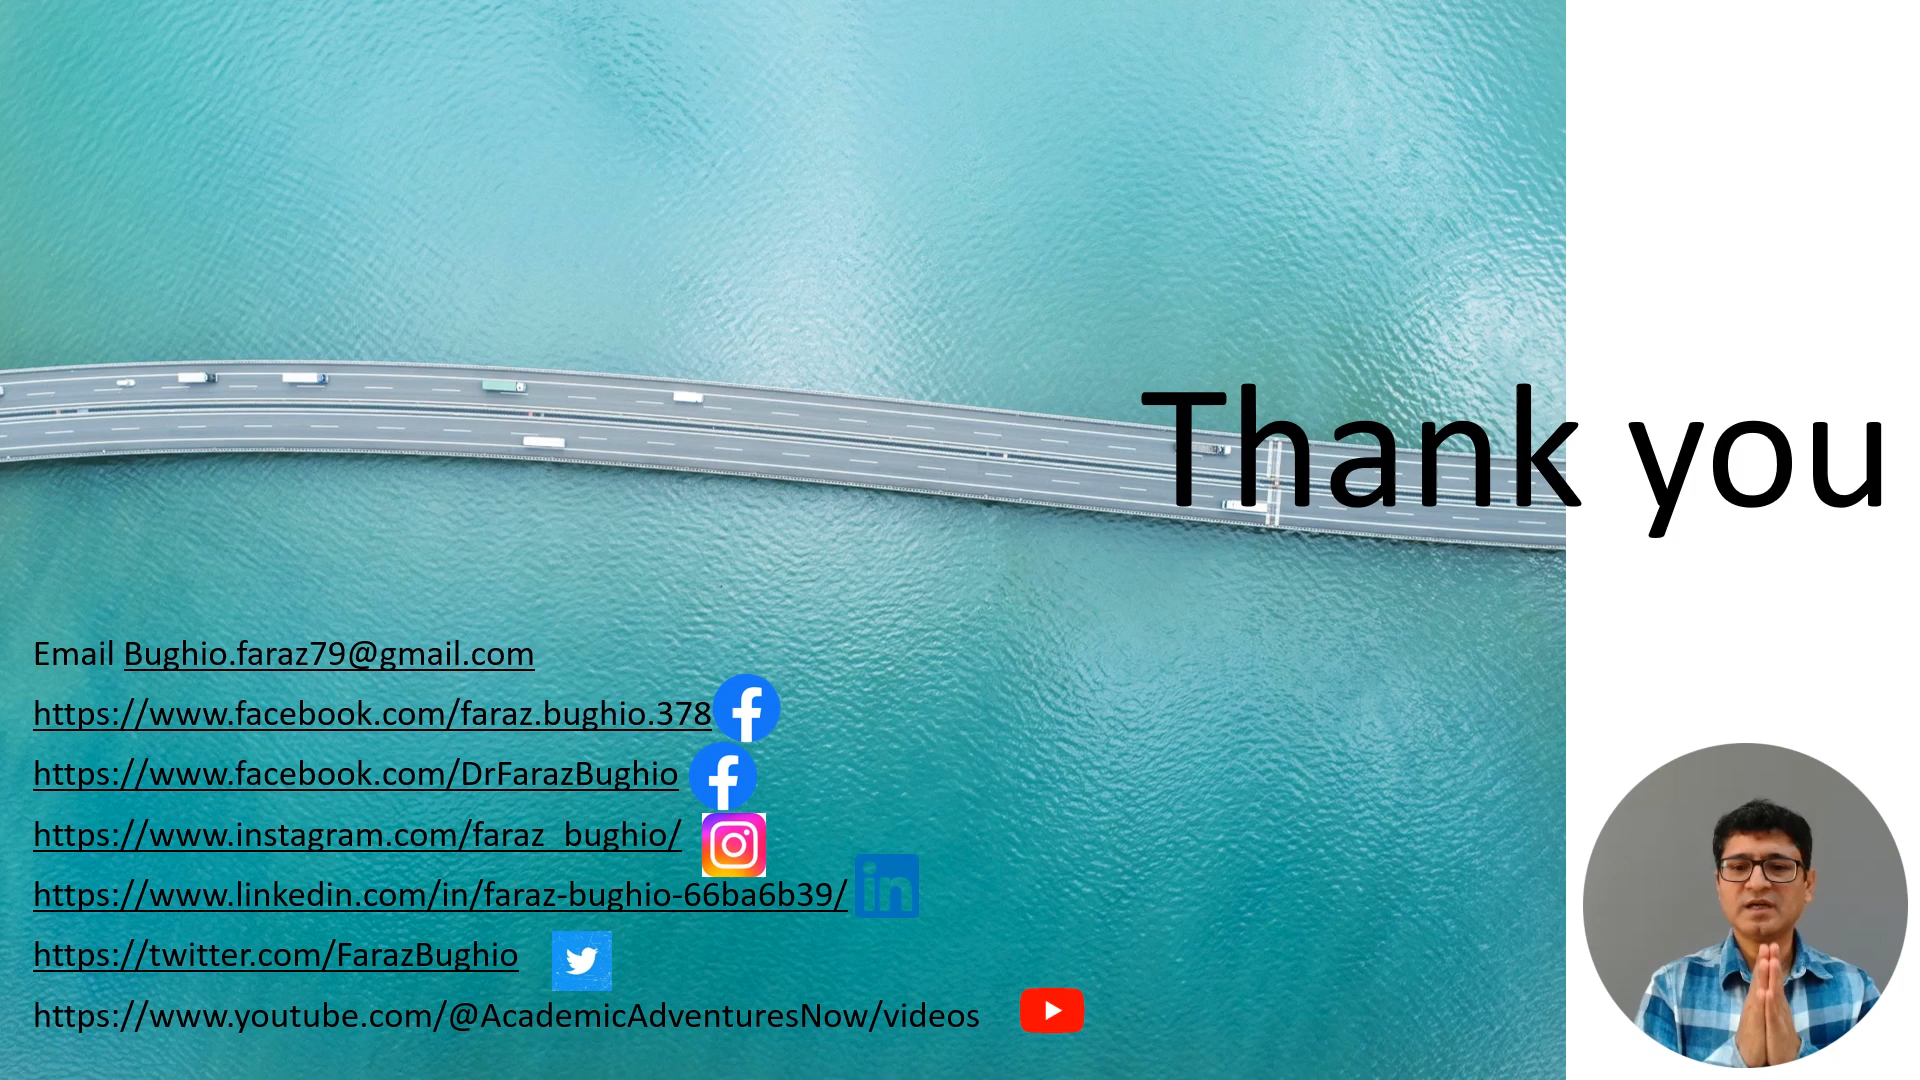 Thank you
Email Bughio.faraz79@gmail.com
https://www.facebook.com/faraz.bughio.378
https://www.facebook.com/DrFarazBughio
https://www.instagram.com/faraz_bughio/
https://www.linkedin.com/in/faraz-bughio-66ba6b39/
https://twitter.com/FarazBughio
https://www.youtube.com/@AcademicAdventuresNow/videos